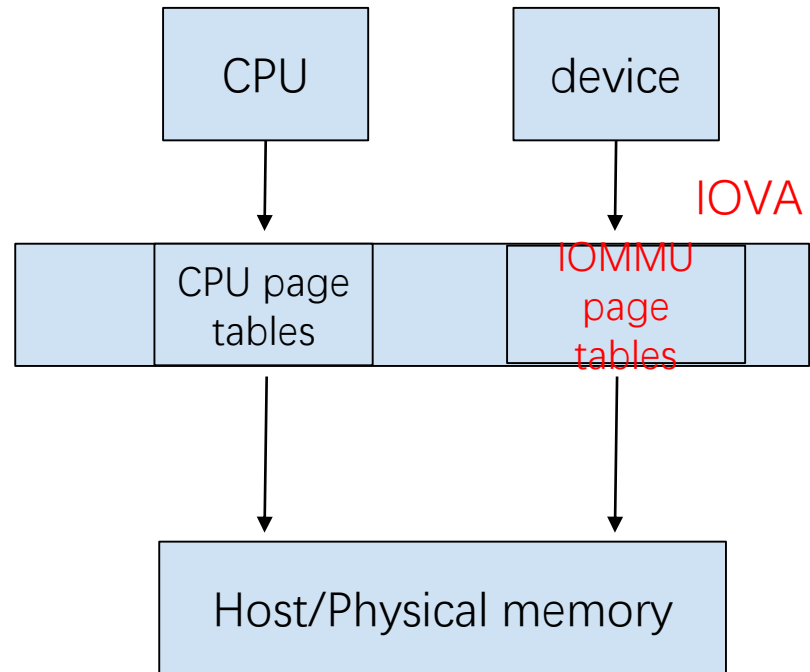 CPU
device
IOVA
CPU page
tables
IOMMU
page
tables
Host/Physical memory